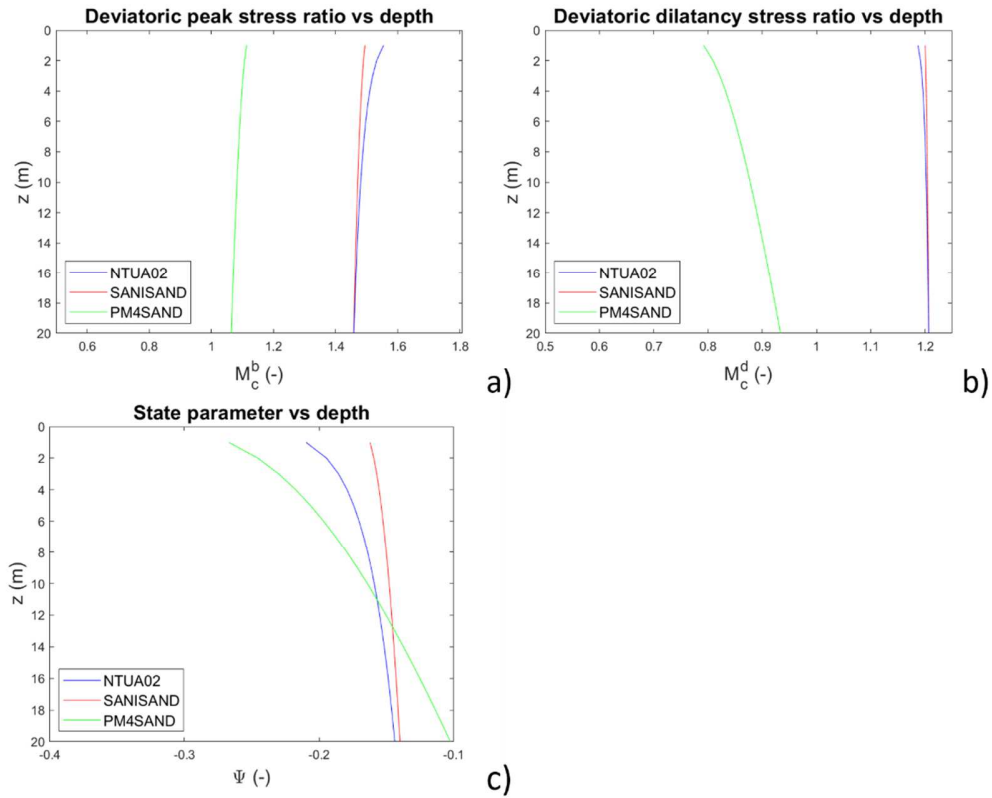 Deviatoric peak stress ratio vs depth
0
2
4
6
8
10
12
14
16
18
20
z (m)
NTUA02
SANISAND
PM4SAND
0.6 0.8 1 1.2 1.4 1.6 1.8
M_c^b (-)
a)
Deviatoric dilatancy stress ratio vs depth
0
2
4
6
8
10
12
14
16
18
20
z (m)
NTUA02
SANISAND
PM4SAND
0.5 0.6 0.7 0.8 0.9 1 1.1 1.2
M_c^d (-)
b)
State parameter vs depth
0
2
4
6
8
10
12
14
16
18
20
z (m)
NTUA02
SANISAND
PM4SAND
-0.4 -0.3 -0.2 -0.1
Ψ (-)
c)